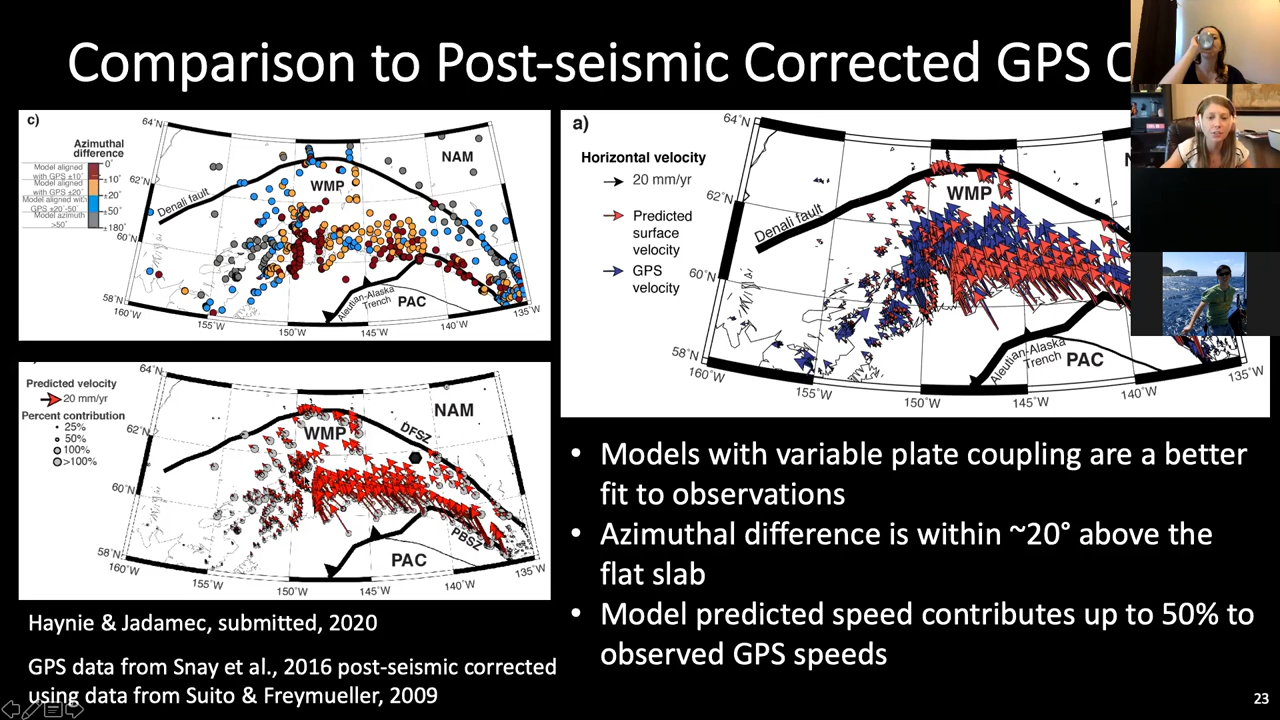 Comparison to Post-seismic Corrected GPS
c)
64°N
Azimuthal
difference
0°
Model aligned
with GPS ±10°
±10°
Model aligned
with GPS ±20°
±20°
Model aligned with
GPS ±20°-50°
±50°
Model azimuth
>50°
±180°
62°N
60°N
58°N
160°W
155°W
150°W
145°W
140°W
135°W
Denali fault
WMP
NAM
Aleutian-Alaska
Trench
PAC
a)
64°N
Horizontal velocity
20 mm/yr
Predicted
surface
velocity
GPS
velocity
62°N
60°N
58°N
160°W
155°W
150°W
145°W
140°W
135°W
Denali fault
WMP
Aleutian-Alaska
Trench
PAC
Predicted velocity
20 mm/yr
Percent contribution
25%
50%
100%
>100%
64°N
62°N
60°N
58°N
160°W
155°W
150°W
145°W
140°W
135°W
WMP
DFSZ
NAM
PBSZ
PAC
• Models with variable plate coupling are a better
fit to observations
• Azimuthal difference is within ~20° above the
flat slab
• Model predicted speed contributes up to 50% to
observed GPS speeds
Haynie & Jadamec, submitted, 2020
GPS data from Snay et al., 2016 post-seismic corrected
using data from Suito & Freymueller, 2009
23